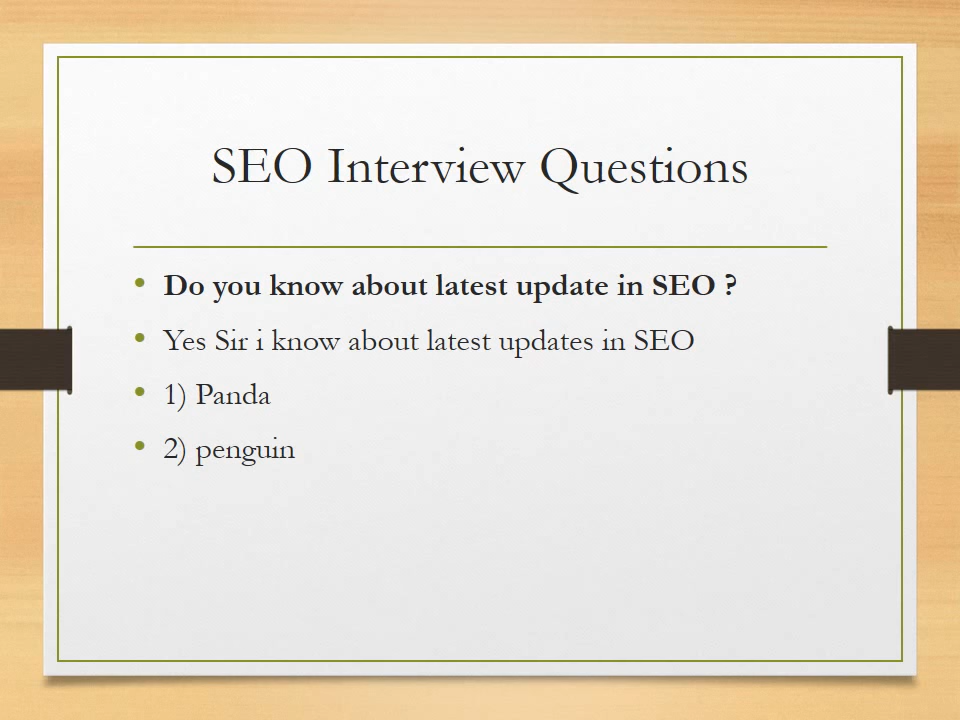 SEO Interview Questions
• Do you know about latest update in SEO ?
• Yes Sir i know about latest updates in SEO
• 1) Panda
• 2) penguin